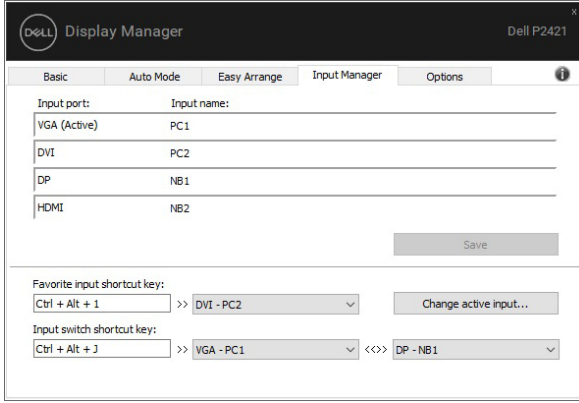 DELL Display Manager Dell P2421
x
Basic Auto Mode Easy Arrange Input Manager Options i
Input port: Input name:
VGA (Active) PC1
DVI PC2
DP NB1
HDMI NB2
Save
Favorite input shortcut key:
Ctrl + Alt + 1 >> DVI - PC2 Change active input...
Input switch shortcut key:
Ctrl + Alt + J >> VGA - PC1 <<>> DP - NB1